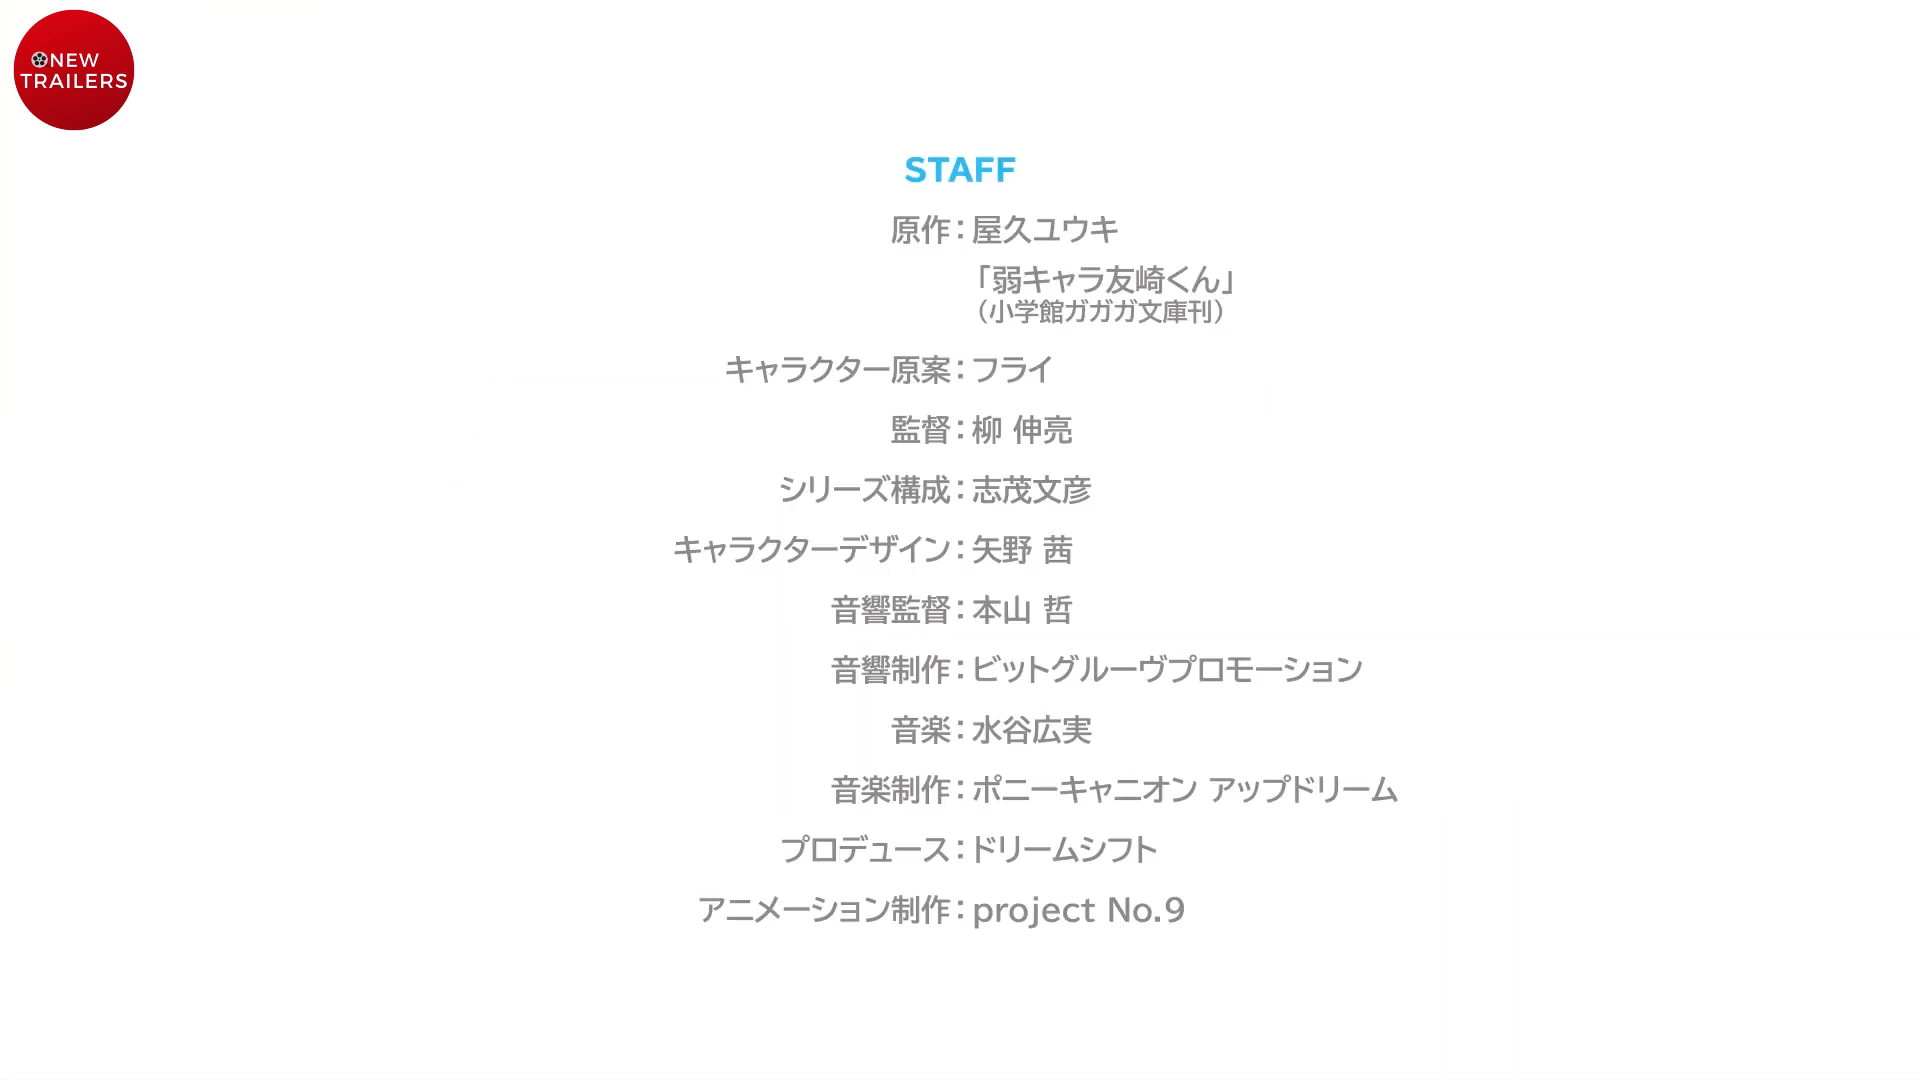 NEW
TRAILERS
STAFF
原作：屋久ユウキ
「弱キャラ友崎くん」
（小学館ガガガ文庫刊）
キャラクター原案：フライ
監督：柳 伸亮
シリーズ構成：志茂文彦
キャラクターデザイン：矢野 茜
音響監督：本山 哲
音響制作：ビットグルーヴプロモーション
音楽：水谷広実
音楽制作：ポニーキャニオン アップドリーム
プロデュース：ドリームシフト
アニメーション制作：project No.9